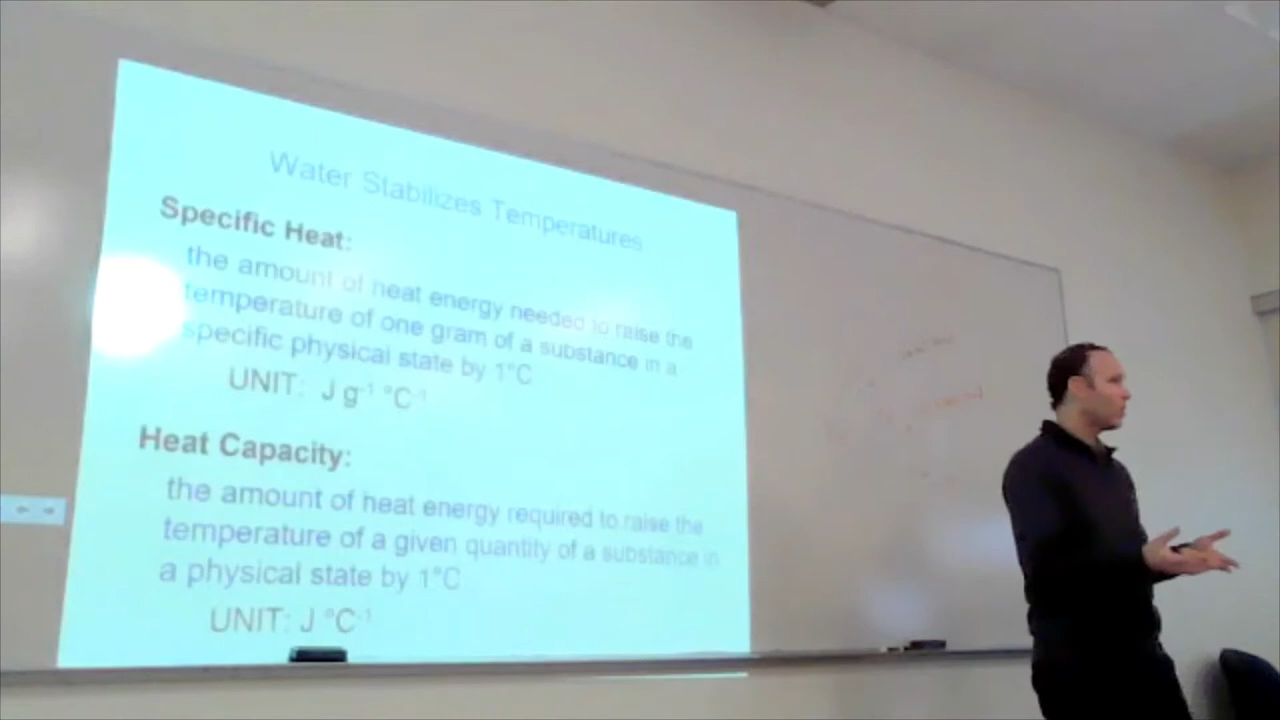 Water Stabilizes Temperatures
Specific Heat:
the amount of heat energy needed to raise the
temperature of one gram of a substance in a
specific physical state by 1°C
UNIT: J g⁻¹ °C⁻¹
Heat Capacity:
the amount of heat energy required to raise the
temperature of a given quantity of a substance in
a physical state by 1°C
UNIT: J °C⁻¹